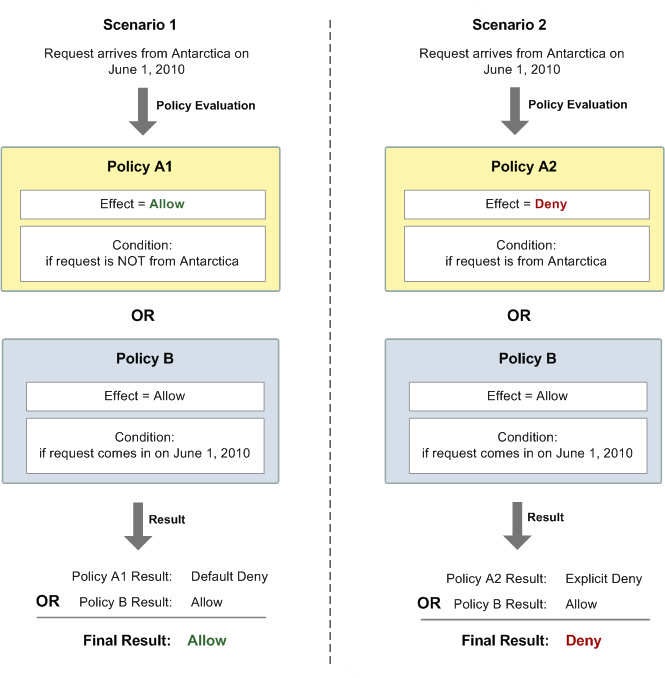 Scenario 1
Request arrives from Antarctica on
June 1, 2010
Policy Evaluation
Policy A1
Effect = Allow
Condition:
if request is NOT from Antarctica
OR
Policy B
Effect = Allow
Condition:
if request comes in on June 1, 2010
Result
Policy A1 Result: Default Deny
OR Policy B Result: Allow
Final Result: Allow
Scenario 2
Request arrives from Antarctica on
June 1, 2010
Policy Evaluation
Policy A2
Effect = Deny
Condition:
if request is from Antarctica
OR
Policy B
Effect = Allow
Condition:
if request comes in on June 1, 2010
Result
Policy A2 Result: Explicit Deny
OR Policy B Result: Allow
Final Result: Deny